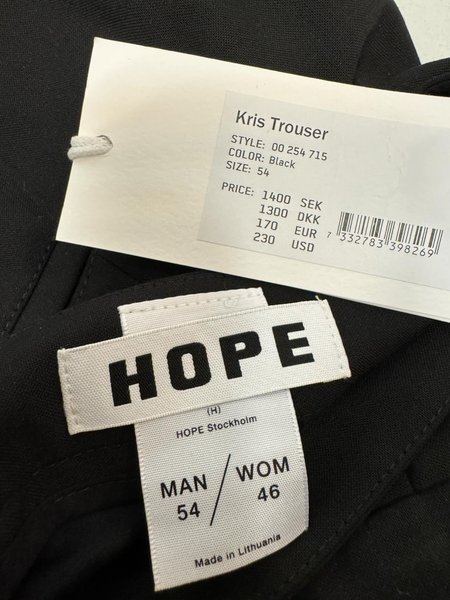 Kris Trouser
STYLE: 00 254 715
COLOR: Black
SIZE: 54
PRICE: 1400 SEK
1300 DKK
170 EUR
230 USD
7 332783 398269
HOPE
(H)
HOPE Stockholm
MAN / WOM
54 46
Made in Lithuania